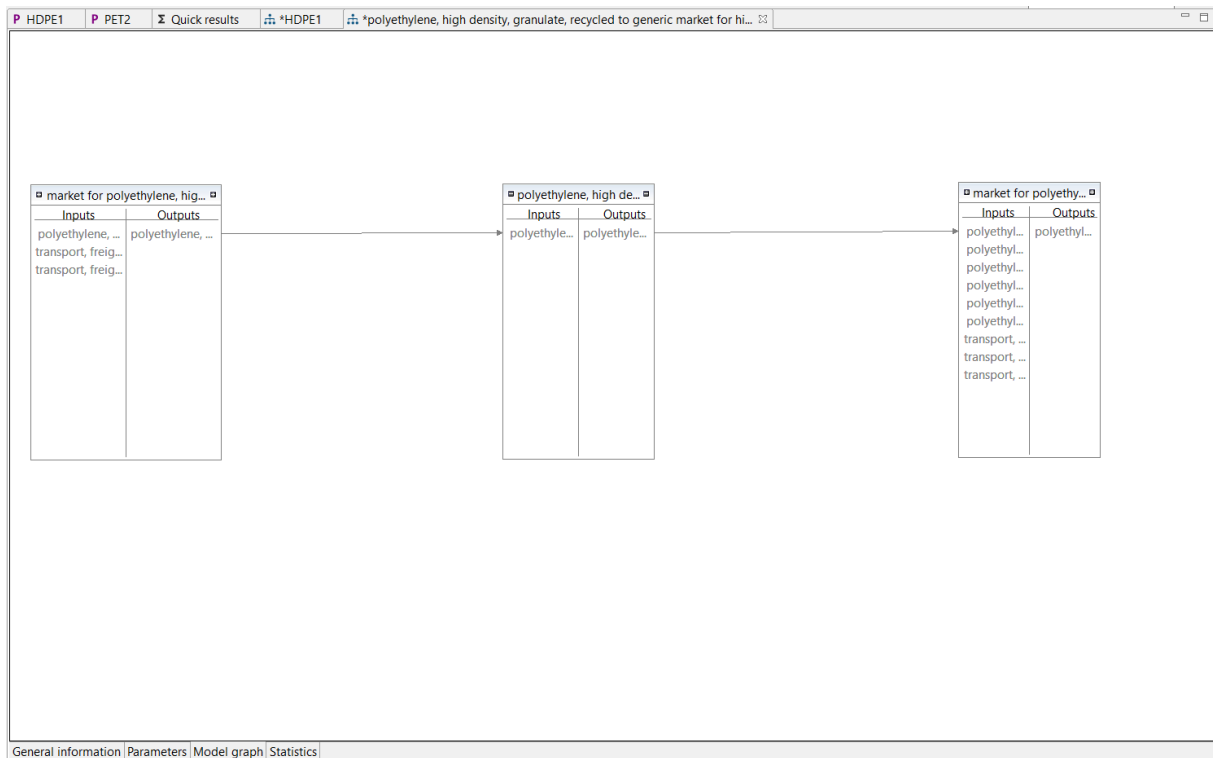 P HDPE1 P PET2 Σ Quick results *HDPE1 *polyethylene, high density, granulate, recycled to generic market for hi...
market for polyethylene, hig...
Inputs Outputs
polyethylene, ... polyethylene, ...
transport, freig...
transport, freig...
polyethylene, high de...
Inputs Outputs
polyethyle... polyethyle...
market for polyethy...
Inputs Outputs
polyethyl... polyethyl...
polyethyl...
polyethyl...
polyethyl...
polyethyl...
polyethyl...
transport, ...
transport, ...
transport, ...
General information Parameters Model graph Statistics